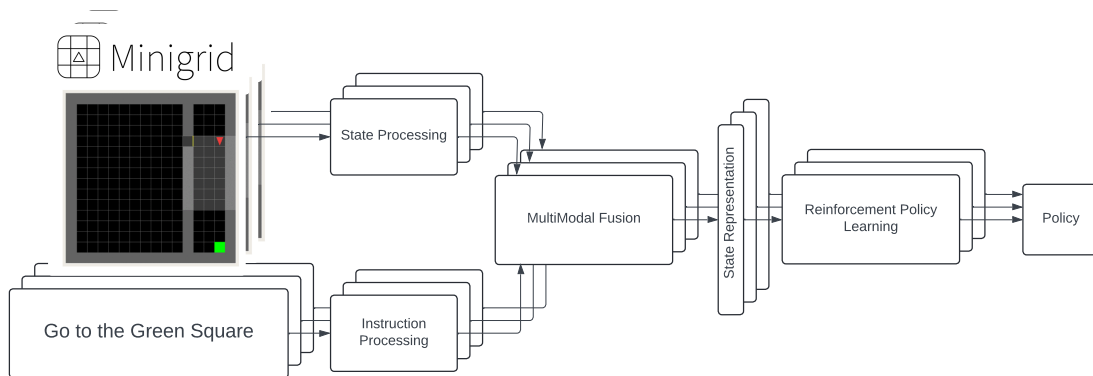 Minigrid
State Processing
MultiModal Fusion
State Representation
Reinforcement Policy
Learning
Policy
Go to the Green Square
Instruction
Processing